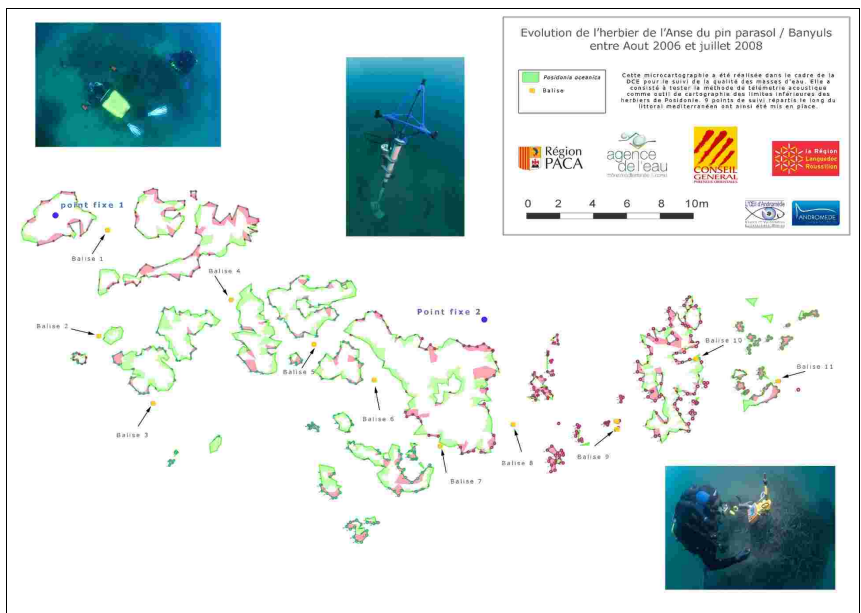 Evolution de l'herbier de l'Anse du pin parasol / Banyuls
entre Aout 2006 et juillet 2008
Posidonia oceanica
Balise
Cette microcartographie a été réalisée dans le cadre de la
DCE pour le suivi de la qualité des masses d'eau. Elle a
consisté à tester la méthode de télémétrie acoustique
comme outil de cartographie des limites inférieures des
herbiers de Posidonie. 9 points de suivi répartis le long du
littoral mediterranéen ont ainsi été mis en place.
Région
PACA
agence
de l'eau
CONSEIL
GENERAL
la Région
Languedoc
Roussillon
0 2 4 6 8 10m
L'Œil d'Andromède
ANDROMEDE
point fixe 1
Balise 1
Balise 4
Balise 2
Point fixe 2
Balise 5
Balise 10
Balise 11
Balise 3
Balise 6
Balise 7
Balise 8
Balise 9